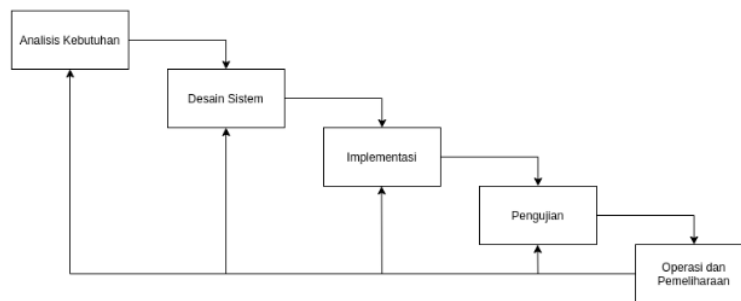 Analisis Kebutuhan
Desain Sistem
Implementasi
Pengujian
Operasi dan
Pemeliharaan